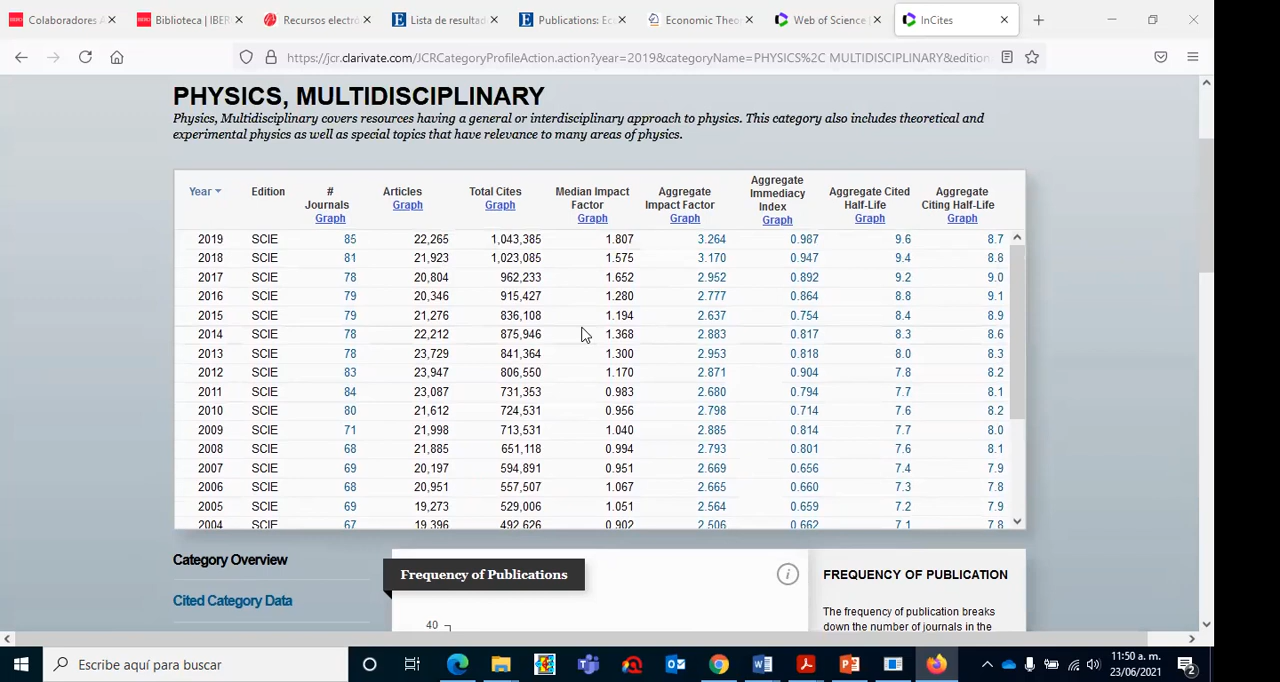 Colaboradores A
Biblioteca | IBER
Recursos electró
Lista de resultad
Publications: Ec
Economic Theo
Web of Science
InCites
https://jcr.clarivate.com/JCRCategoryProfileAction.action?year=2019&categoryName=PHYSICS%2C MULTIDISCIPLINARY&edition
PHYSICS, MULTIDISCIPLINARY
Physics, Multidisciplinary covers resources having a general or interdisciplinary approach to physics. This category also includes theoretical and
experimental physics as well as special topics that have relevance to many areas of physics.
Year Edition # Journals Graph Articles Graph Total Cites Graph Median Impact Factor Graph Aggregate Impact Factor Graph Aggregate Immediacy Index Graph Aggregate Cited Half-Life Graph Aggregate Citing Half-Life Graph
2019 SCIE 85 22,265 1,043,385 1.807 3.264 0.987 9.6 8.7
2018 SCIE 81 21,923 1,023,085 1.575 3.170 0.947 9.4 8.8
2017 SCIE 78 20,804 962,233 1.652 2.952 0.892 9.2 9.0
2016 SCIE 79 20,346 915,427 1.280 2.777 0.864 8.8 9.1
2015 SCIE 79 21,276 836,108 1.194 2.637 0.754 8.4 8.9
2014 SCIE 78 22,212 875,946 1.368 2.883 0.817 8.3 8.6
2013 SCIE 78 23,729 841,364 1.300 2.953 0.818 8.0 8.3
2012 SCIE 83 23,947 806,550 1.170 2.871 0.904 7.8 8.2
2011 SCIE 84 23,087 731,353 0.983 2.680 0.794 7.7 8.1
2010 SCIE 80 21,612 724,531 0.956 2.798 0.714 7.6 8.2
2009 SCIE 71 21,998 713,531 1.040 2.885 0.814 7.7 8.0
2008 SCIE 68 21,885 651,118 0.994 2.793 0.801 7.6 8.1
2007 SCIE 69 20,197 594,891 0.951 2.669 0.656 7.4 7.9
2006 SCIE 68 20,951 557,507 1.067 2.665 0.660 7.3 7.8
2005 SCIE 69 19,273 529,006 1.051 2.564 0.659 7.2 7.9
2004 SCIE 67 19,396 492,626 0.902 2.506 0.662 7.1 7.8
Category Overview
Cited Category Data
Frequency of Publications
40
FREQUENCY OF PUBLICATION
The frequency of publication breaks
down the number of journals in the
Escribe aquí para buscar
11:50 a. m.
23/06/2021
2